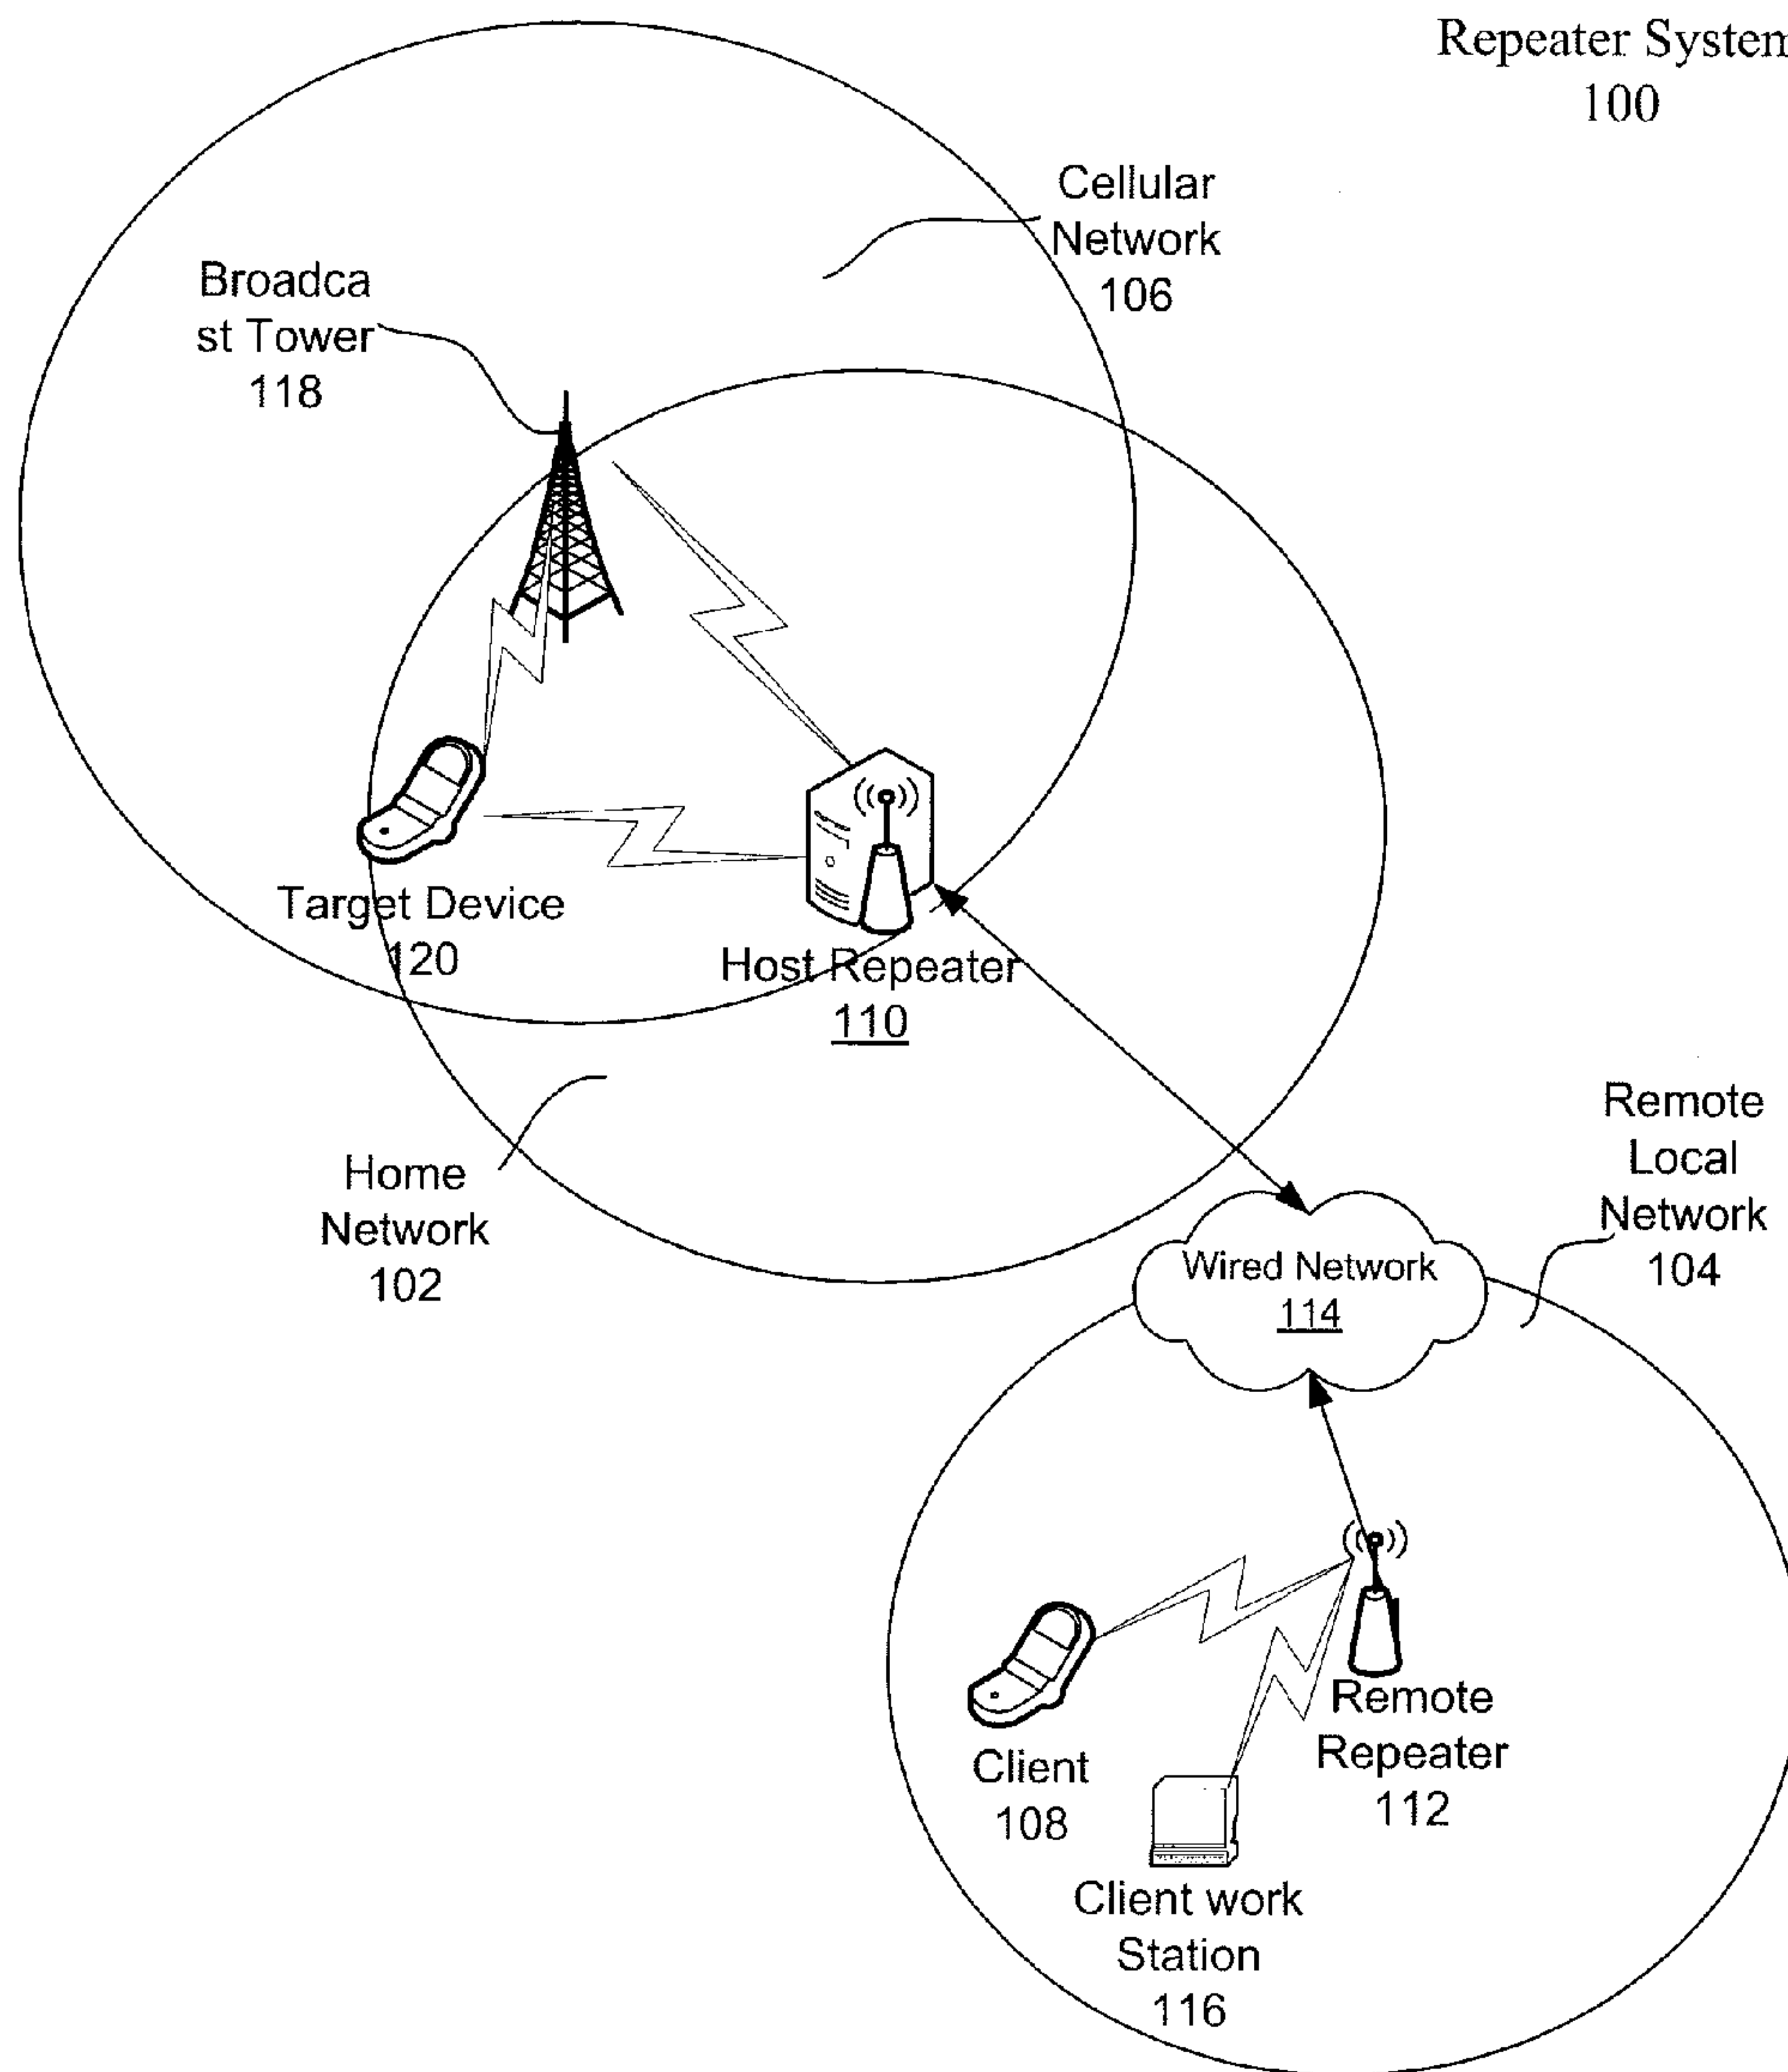 Repeater System
100
Cellular
Network
106
Broadca
st Tower
118
Target Device
120
Host Repeater
110
Home
Network
102
Remote
Local
Network
104
Wired Network
114
Client
108
Remote
Repeater
112
Client work
Station
116